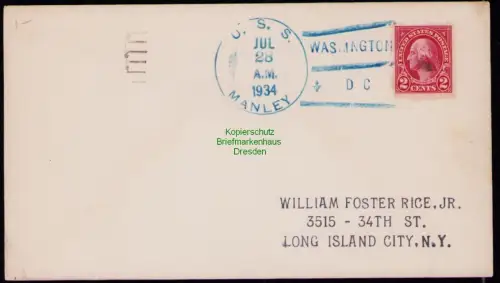 U. S. S.
JUL
28
A.M.
1934
MANLEY
WASHINGTON
D C
UNITED STATES POSTAGE
2 CENTS 2
Kopierschutz
Briefmarkenhaus
Dresden
WILLIAM FOSTER RICE, JR.
3515 - 34TH ST.
LONG ISLAND CITY, N.Y.